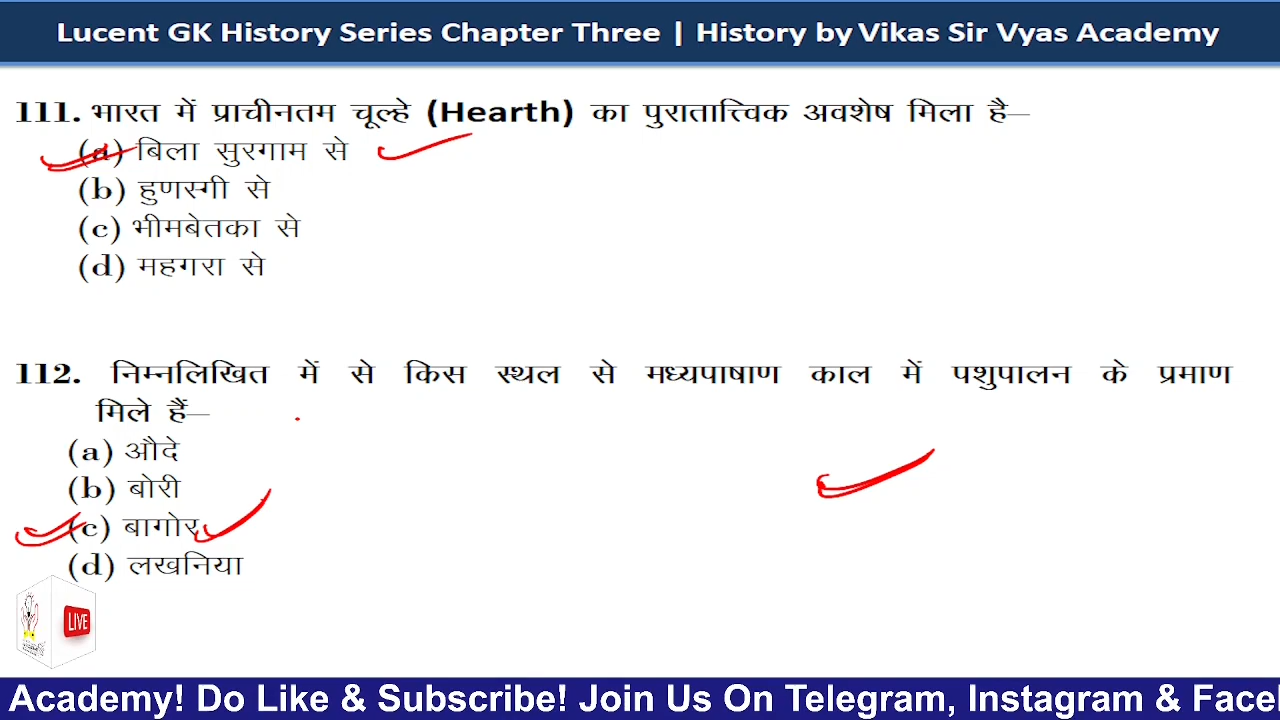 Lucent GK History Series Chapter Three | History by Vikas Sir Vyas Academy
111. भारत में प्राचीनतम चूल्हे (Hearth) का पुरातात्त्विक अवशेष मिला है—
(a) बिला सुरगाम से
(b) हुणस्गी से
(c) भीमबेतका से
(d) महगरा से
112. निम्नलिखित में से किस स्थल से मध्यपाषाण काल में पशुपालन के प्रमाण
मिले हैं—
(a) औदे
(b) बोरी
(c) बागोर
(d) लखनिया
LIVE
Academy! Do Like & Subscribe! Join Us On Telegram, Instagram & Facel